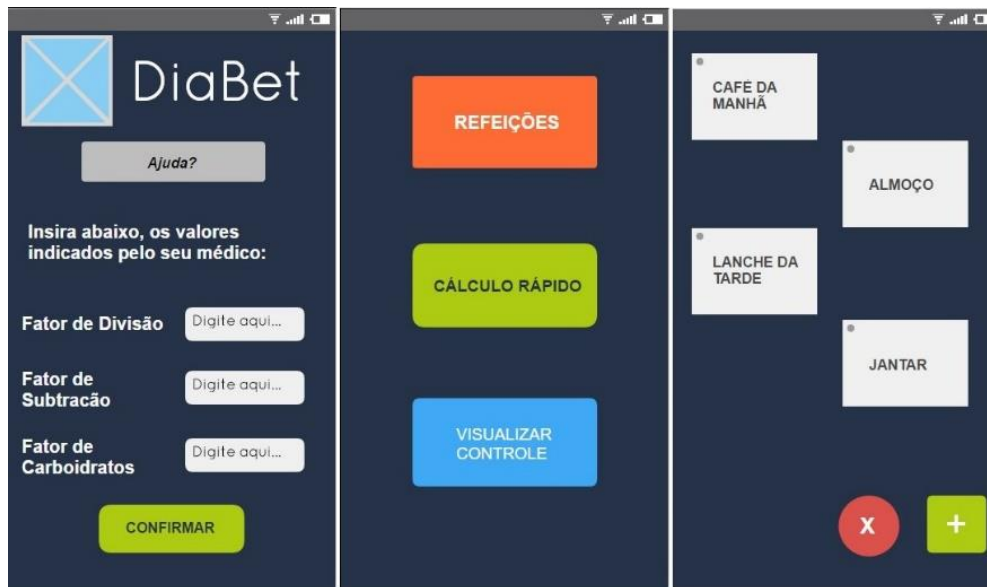 DiaBet
Ajuda?
Insira abaixo, os valores
indicados pelo seu médico:
Fator de Divisão
Digite aqui...
Fator de
Subtracão
Digite aqui...
Fator de
Carboidratos
Digite aqui...
CONFIRMAR
REFEIÇÕES
CÁLCULO RÁPIDO
VISUALIZAR
CONTROLE
CAFÉ DA
MANHÃ
ALMOÇO
LANCHE DA
TARDE
JANTAR
X
+